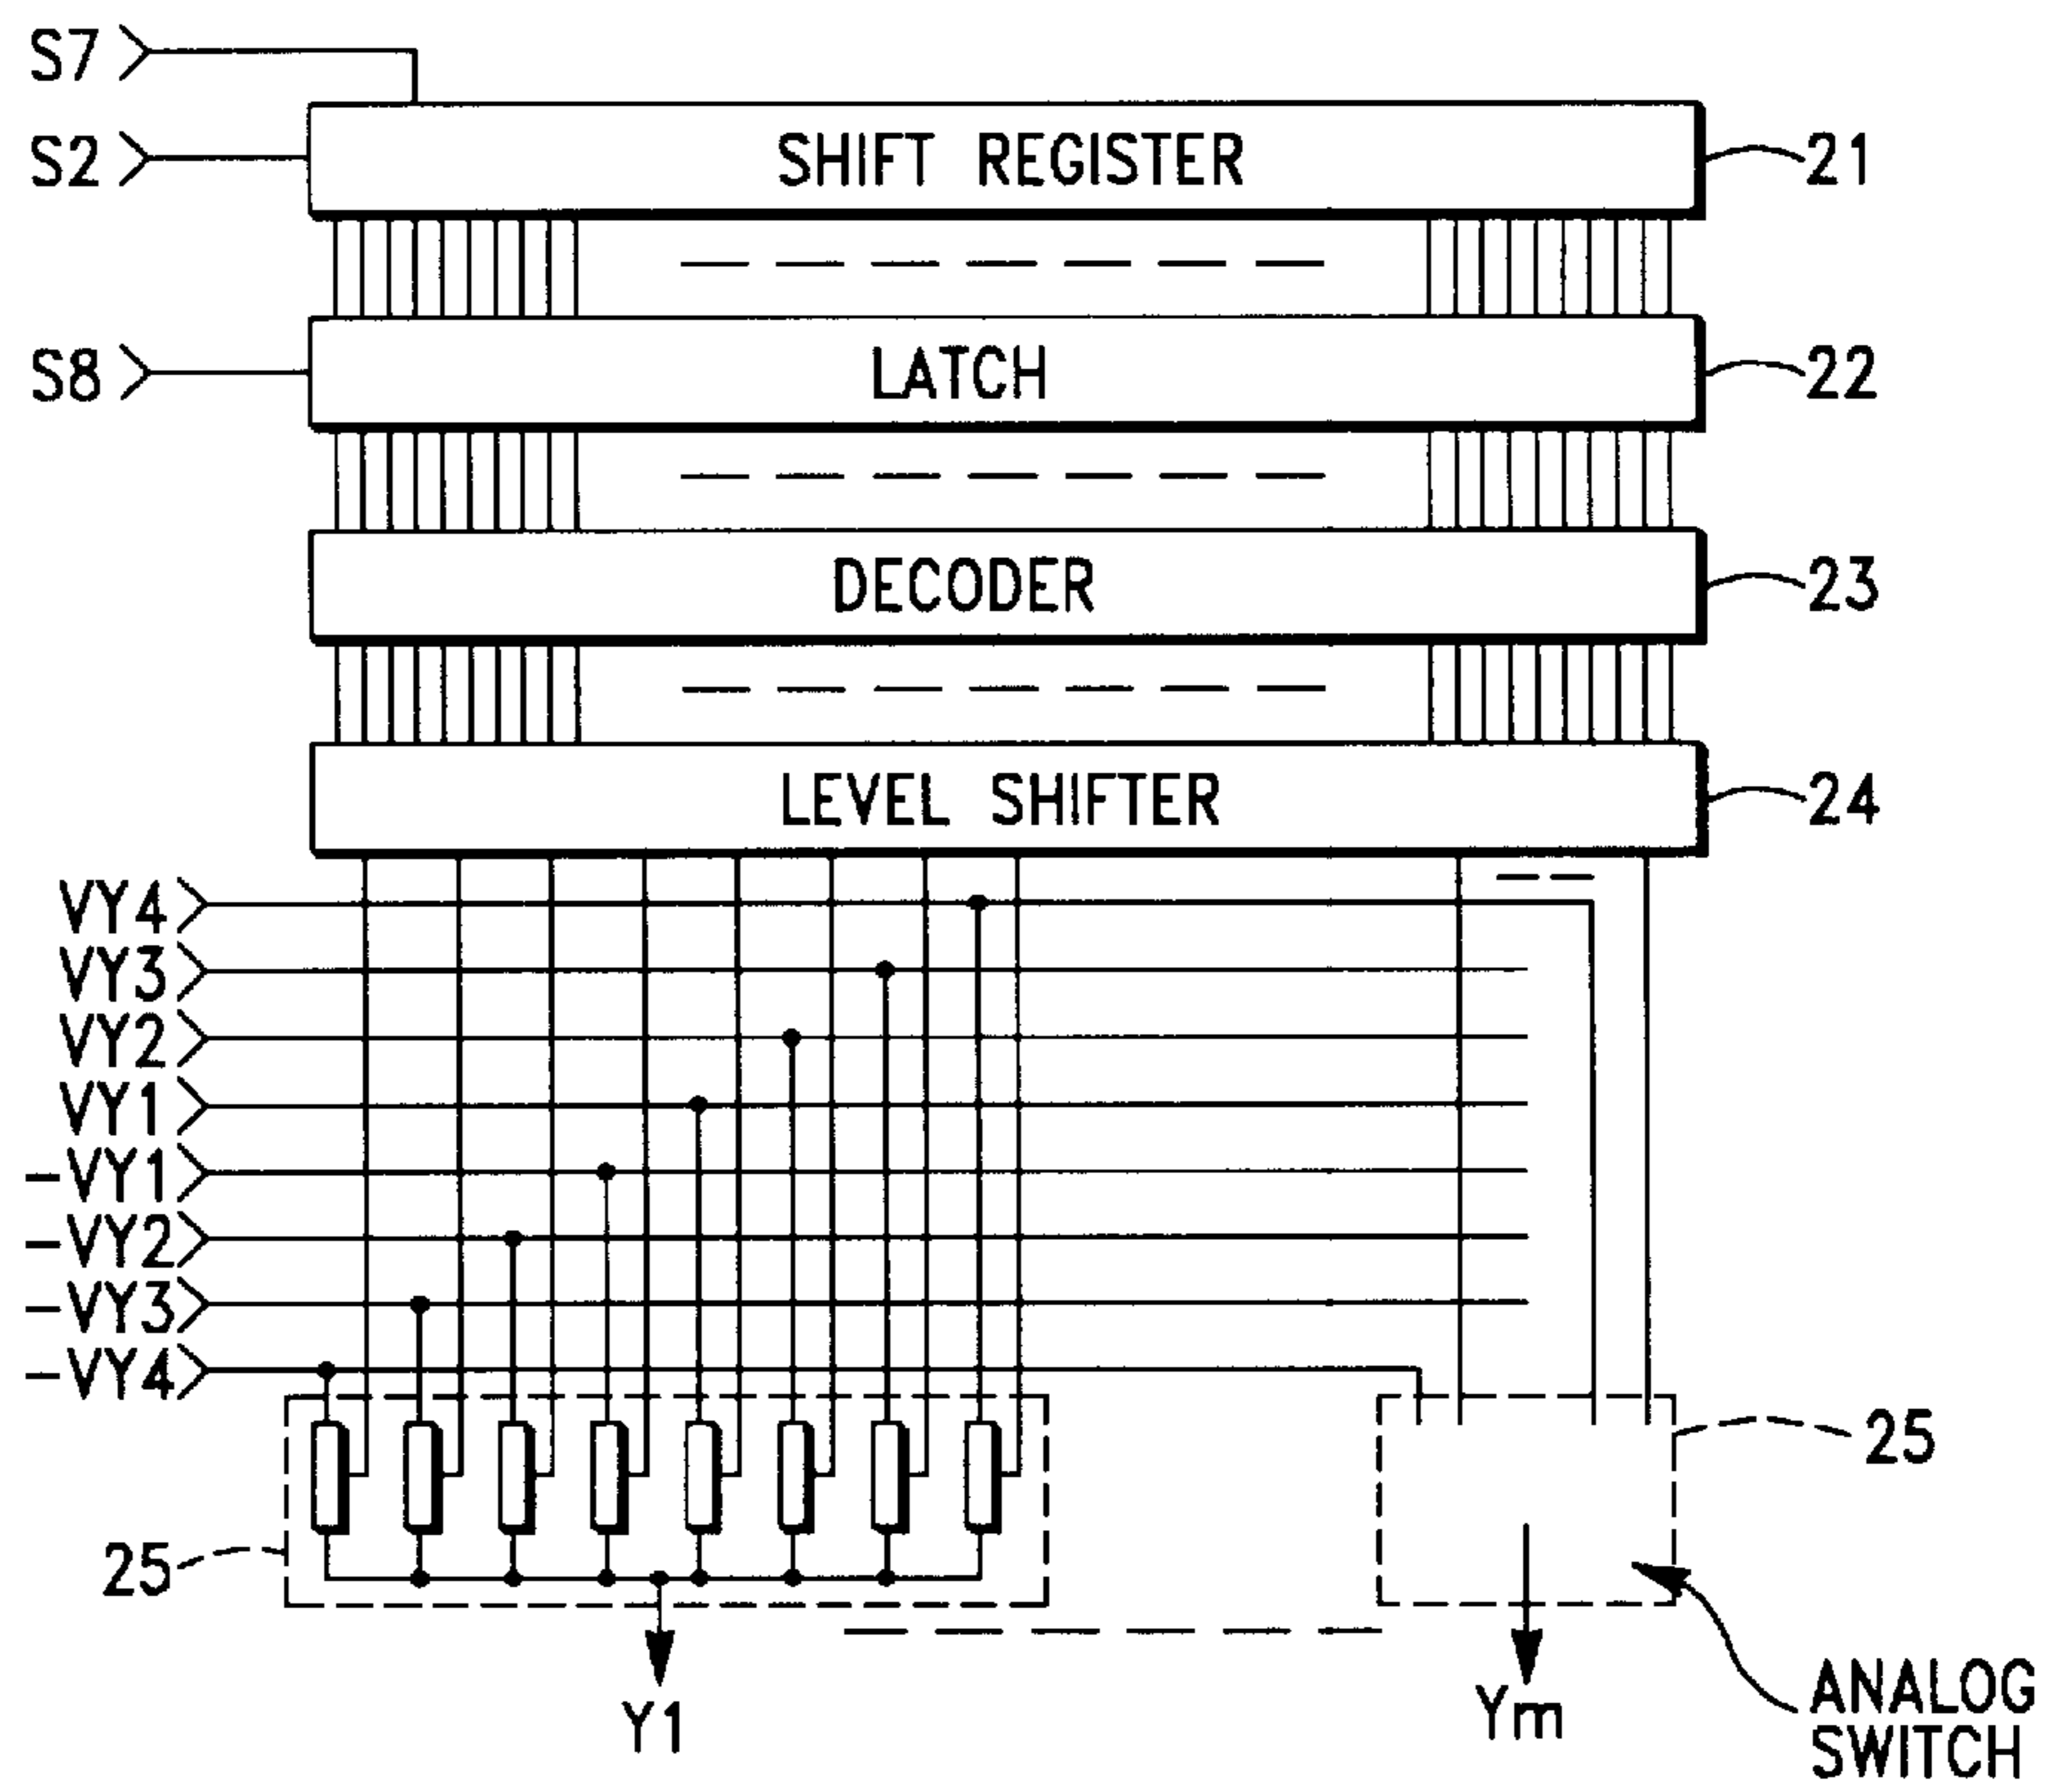 S7
S2
SHIFT REGISTER
21
S8
LATCH
22
DECODER
23
LEVEL SHIFTER
24
VY4
VY3
VY2
VY1
-VY1
-VY2
-VY3
-VY4
25
25
Y1
Ym
ANALOG
SWITCH